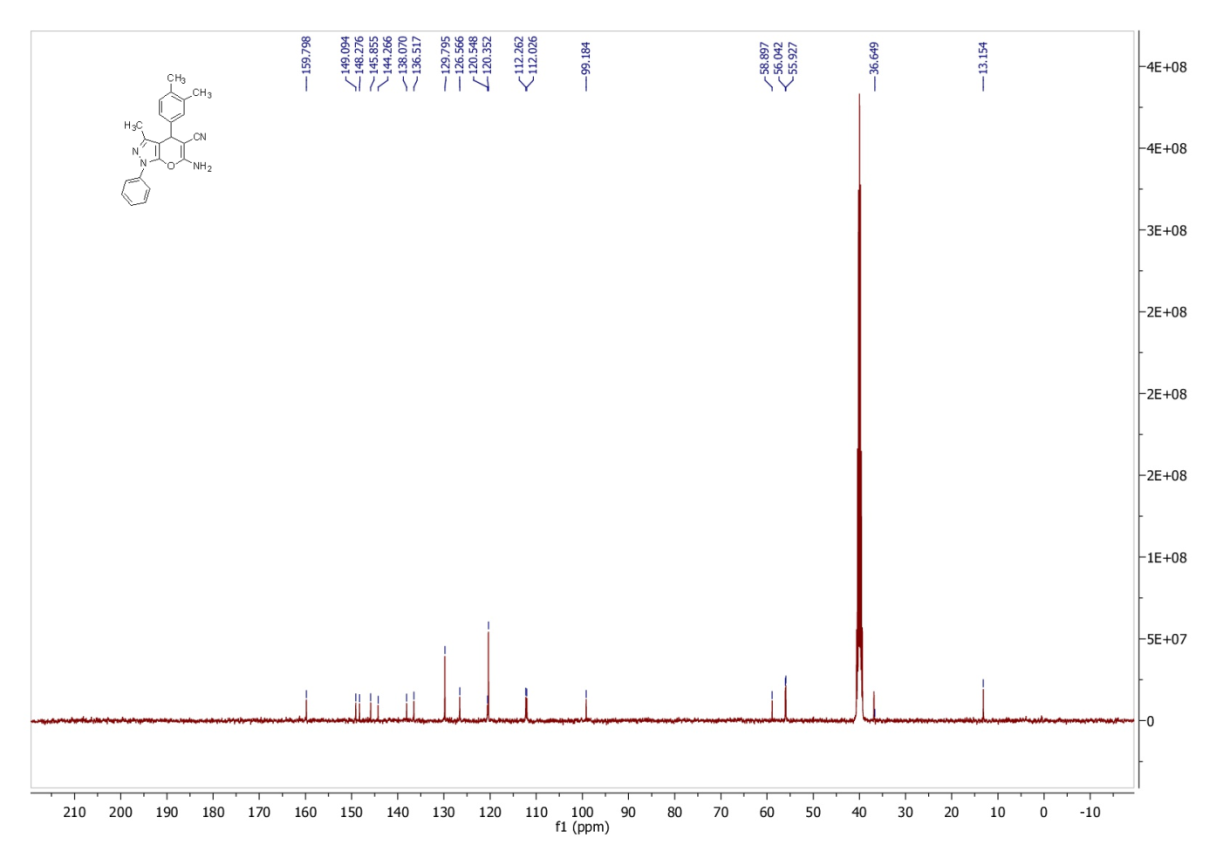 159.798
149.094
148.276
145.855
144.266
138.070
136.517
129.795
126.566
120.548
120.352
112.262
112.026
99.184
58.897
56.042
55.927
36.649
13.154
CH₃
CH₃
H₃C
CN
N
N
O
NH₂
4E+08
4E+08
3E+08
2E+08
2E+08
2E+08
1E+08
5E+07
0
210 200 190 180 170 160 150 140 130 120 110 100 90 80 70 60 50 40 30 20 10 0 -10
f1 (ppm)